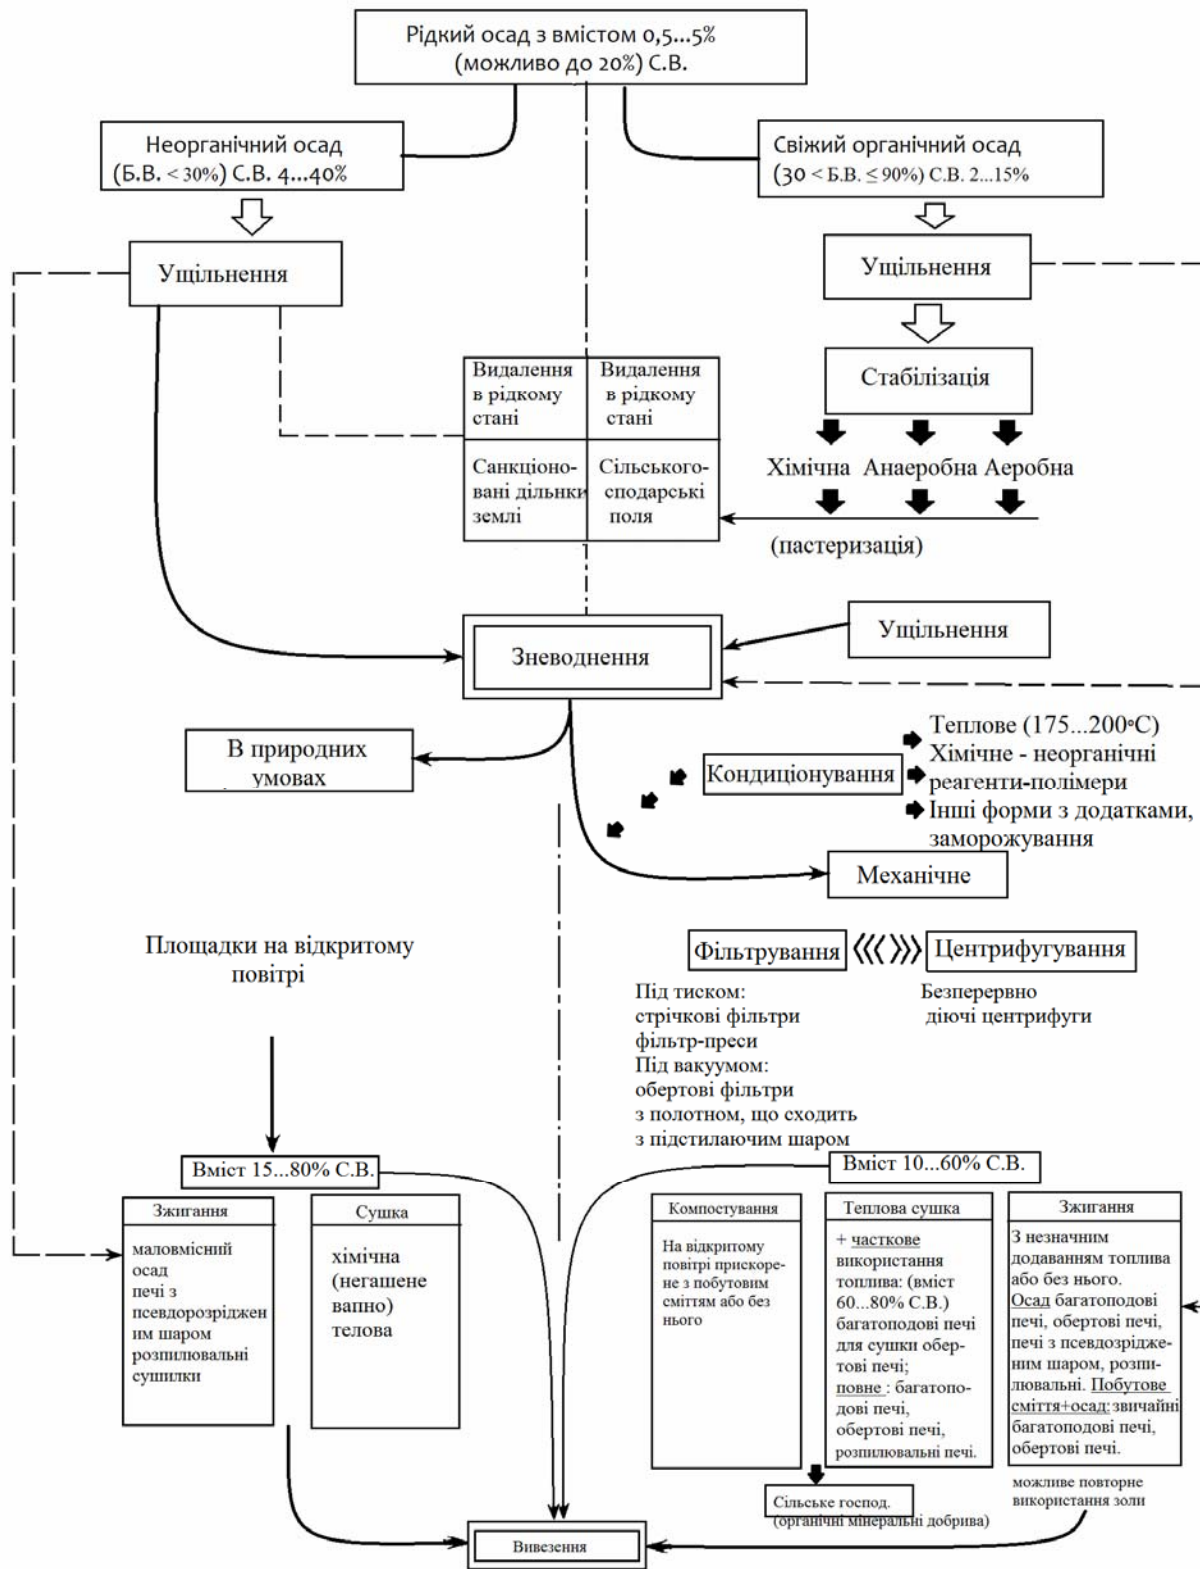 Рідкий осад з вмістом 0,5...5%
(можливо до 20%) С.В.
Неорганічний осад
(Б.В. < 30%) С.В. 4...40%
Свіжий органічний осад
(30 < Б.В. ≤ 90%) С.В. 2...15%
Ущільнення
Ущільнення
Стабілізація
Видалення
в рідкому
стані
Видалення
в рідкому
стані
Санкціоно-
вані дільнки
землі
Сільського-
сподарські
поля
Хімічна
Анаеробна
Аеробна
(пастеризація)
Ущільнення
Зневоднення
В природних
умовах
Кондиціонування
Теплове (175...200°С)
Хімічне - неорганічні
реагенти-полімери
Інші форми з додатками,
заморожування
Механічне
Площадки на відкритому
повітрі
Фільтрування
Центрифугування
Під тиском:
стрічкові фільтри
фільтр-преси
Під вакуумом:
обертові фільтри
з полотном, що сходить
з підстилаючим шаром
Безперервно
діючі центрифуги
Вміст 15...80% С.В.
Вміст 10...60% С.В.
Зжигання
маловмісний
осад
печі з
псевдорозріджен
им шаром
розпилювальні
сушилки
Сушка
хімічна
(негашене
вапно)
телова
Компостування
На відкритому
повітрі прискоре-
не з побутовим
сміттям або без
нього
Теплова сушка
+ часткове
використання
топлива: (вміст
60...80% С.В.)
багатоподові печі
для сушки обер-
тові печі;
повне : багатопо-
дові печі,
обертові печі,
розпилювальні печі.
Зжигання
З незначним
додаванням топлива
або без нього.
Осад багатоподові
печі, обертові печі,
печі з псевдозрідже-
ним шаром, розпи-
лювальні. Побутове
сміття+осад: звичайні
багатоподові печі,
обертові печі.
Сільське господ.
(органічні мінеральні добрива)
можливе повторне
використання золи
Вивезення